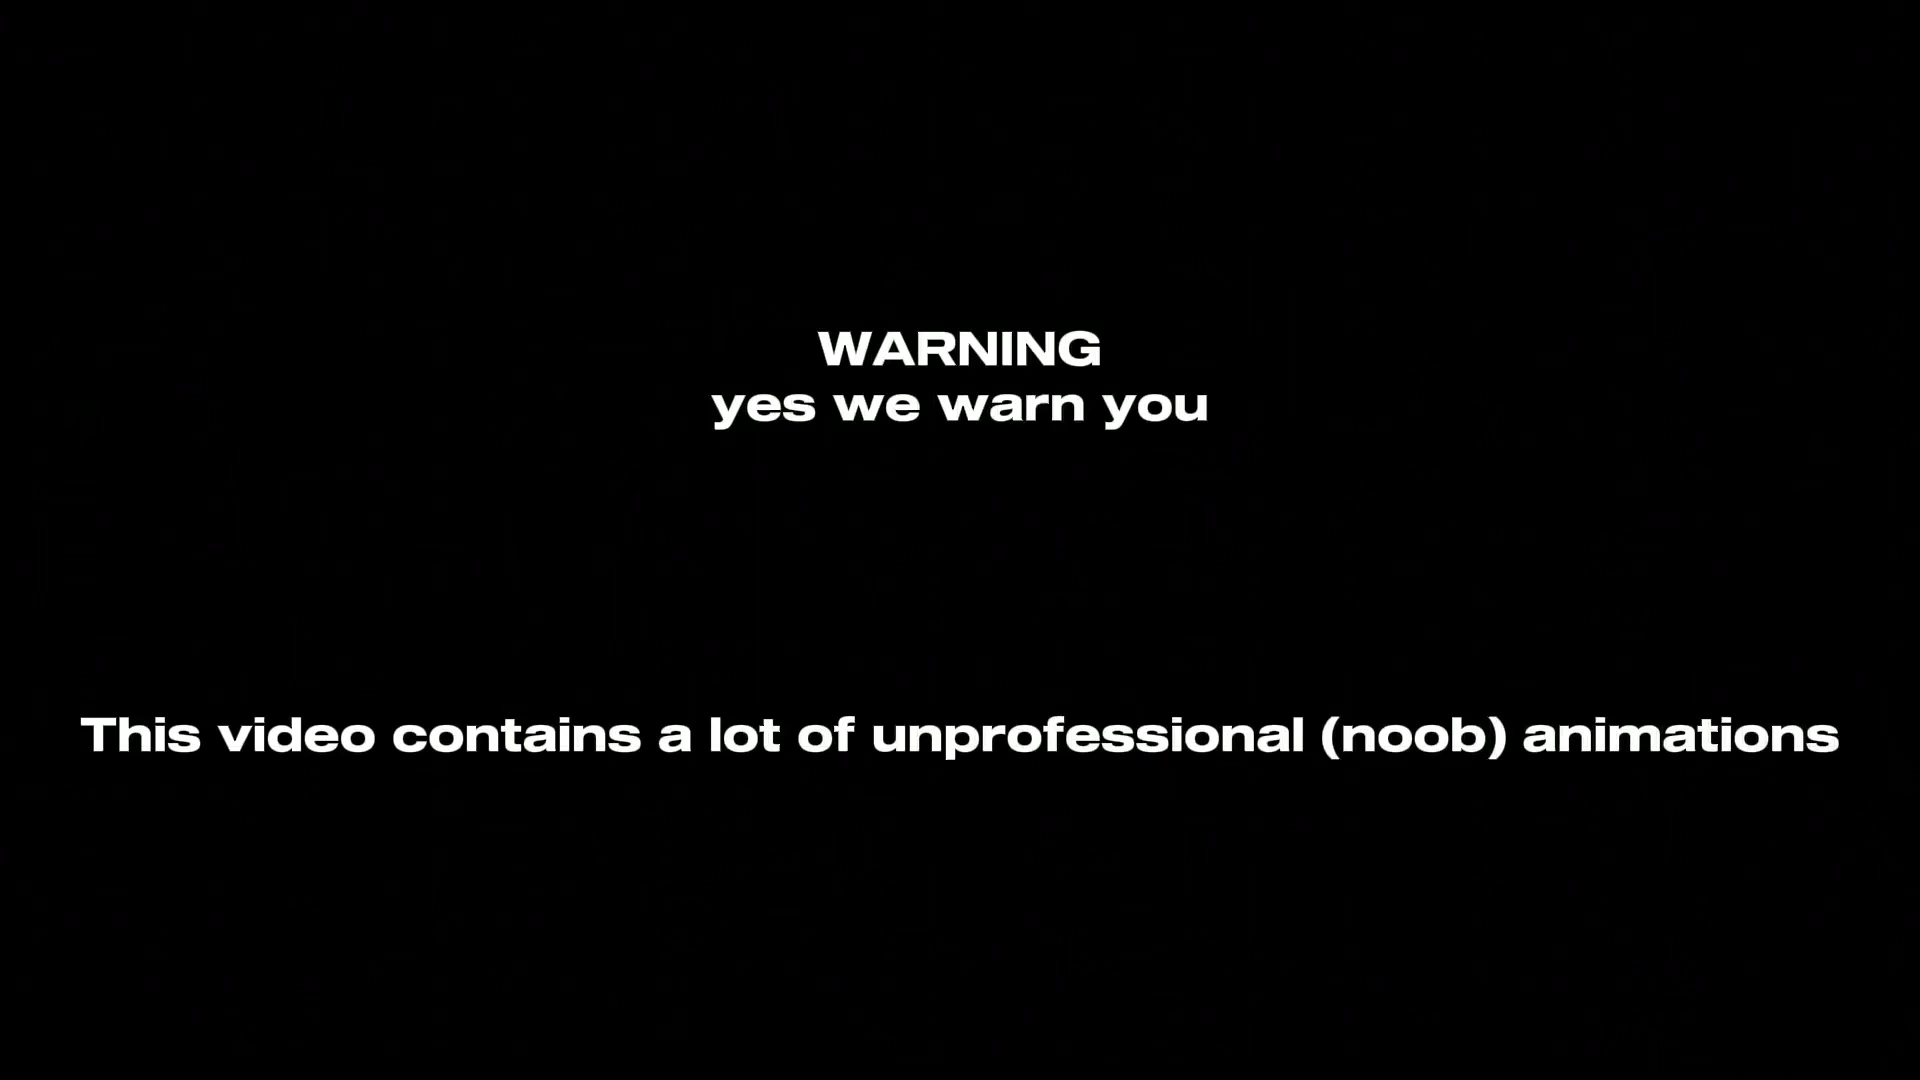 WARNING
yes we warn you
This video contains a lot of unprofessional (noob) animations